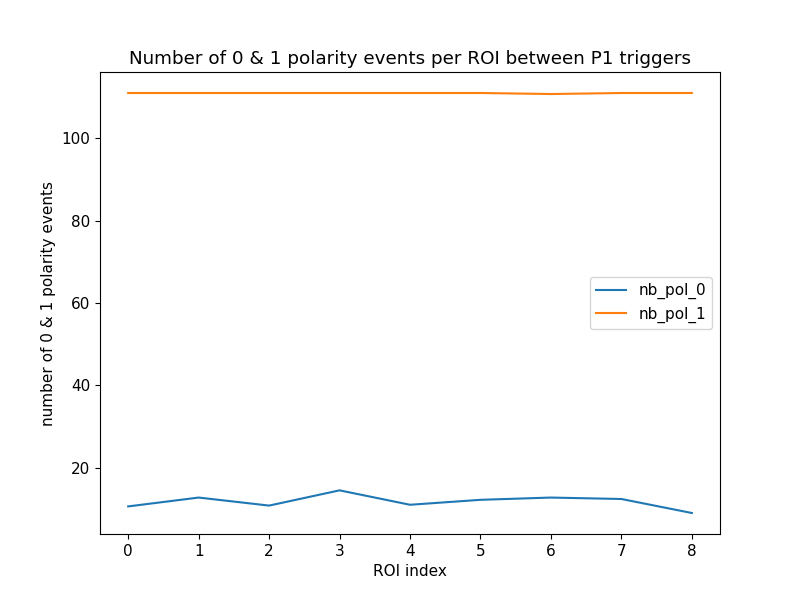 Number of 0 & 1 polarity events per ROI between P1 triggers
number of 0 & 1 polarity events
100
80
60
40
20
nb_pol_0
nb_pol_1
0 1 2 3 4 5 6 7 8
ROI index